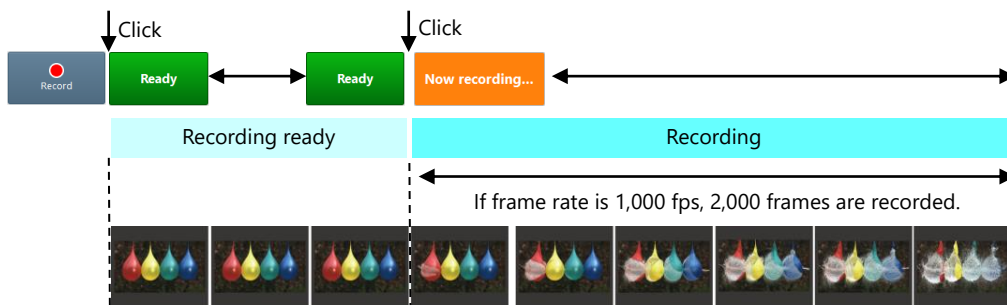 Click
Click
Record
Ready
Ready
Now recording...
Recording ready
Recording
If frame rate is 1,000 fps, 2,000 frames are recorded.